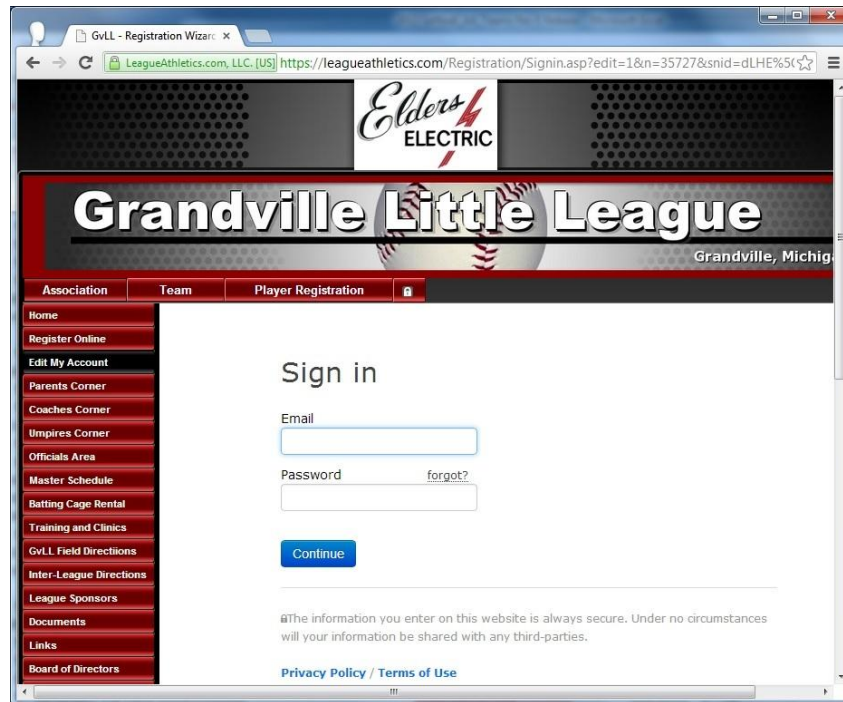 GvLL - Registration Wizarc ×
LeagueAthletics.com, LLC. [US] https://leagueathletics.com/Registration/Signin.asp?edit=1&n=35727&snid=dLHE%5(
Elders
ELECTRIC
Grandville Little League
Grandville, Michiga
Association Team Player Registration
Home
Register Online
Edit My Account
Parents Corner
Coaches Corner
Umpires Corner
Officials Area
Master Schedule
Batting Cage Rental
Training and Clinics
GvLL Field Directiions
Inter-League Directions
League Sponsors
Documents
Links
Board of Directors
Sign in
Email
Password forgot?
Continue
The information you enter on this website is always secure. Under no circumstances
will your information be shared with any third-parties.
Privacy Policy / Terms of Use